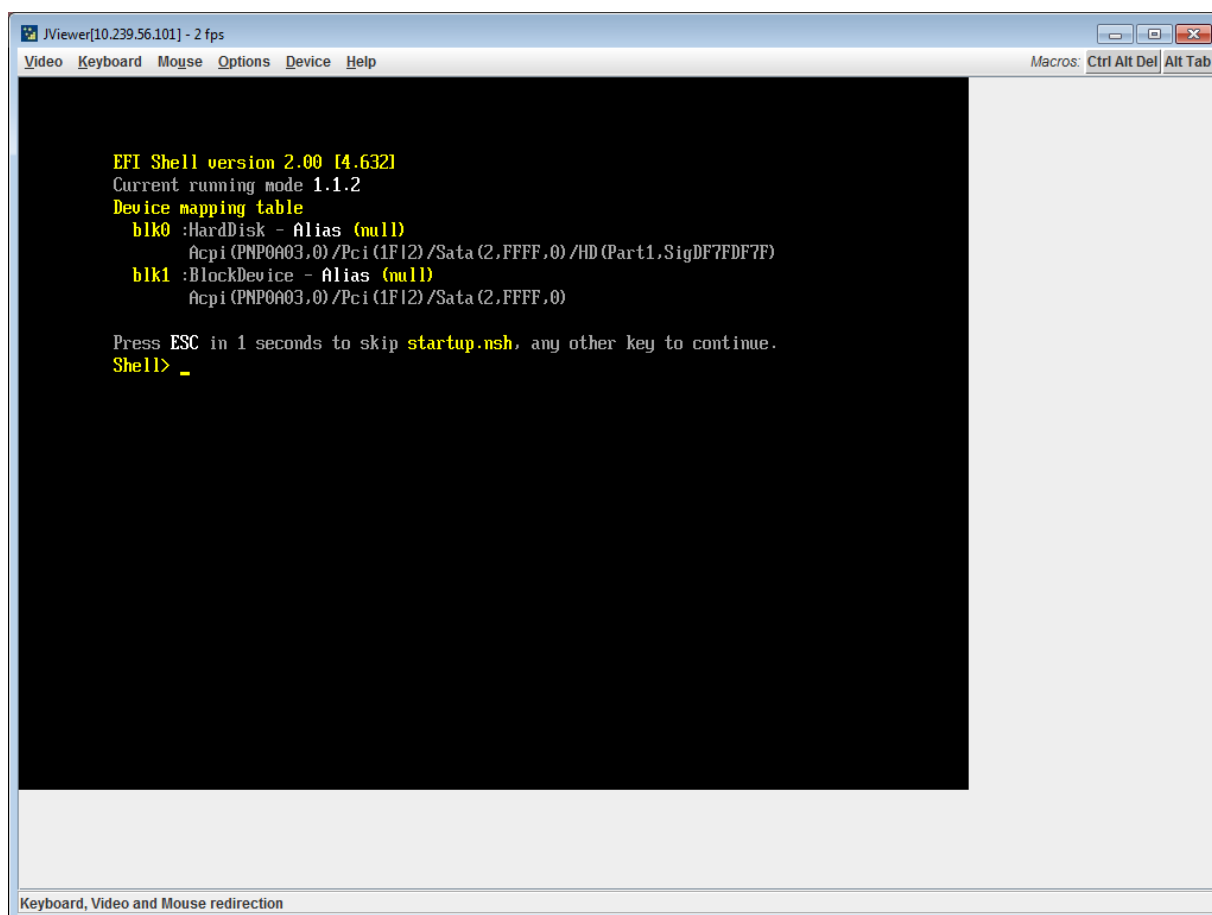 JViewer[10.239.56.101] - 2 fps
Video Keyboard Mouse Options Device Help Macros: Ctrl Alt Del Alt Tab
EFI Shell version 2.00 [4.632]
Current running mode 1.1.2
Device mapping table
blk0 :HardDisk - Alias (null)
Acpi(PNP0A03,0)/Pci(1F|2)/Sata(2,FFFF,0)/HD(Part1,SigDF7FDF7F)
blk1 :BlockDevice - Alias (null)
Acpi(PNP0A03,0)/Pci(1F|2)/Sata(2,FFFF,0)
Press ESC in 1 seconds to skip startup.nsh, any other key to continue.
Shell> _
Keyboard, Video and Mouse redirection